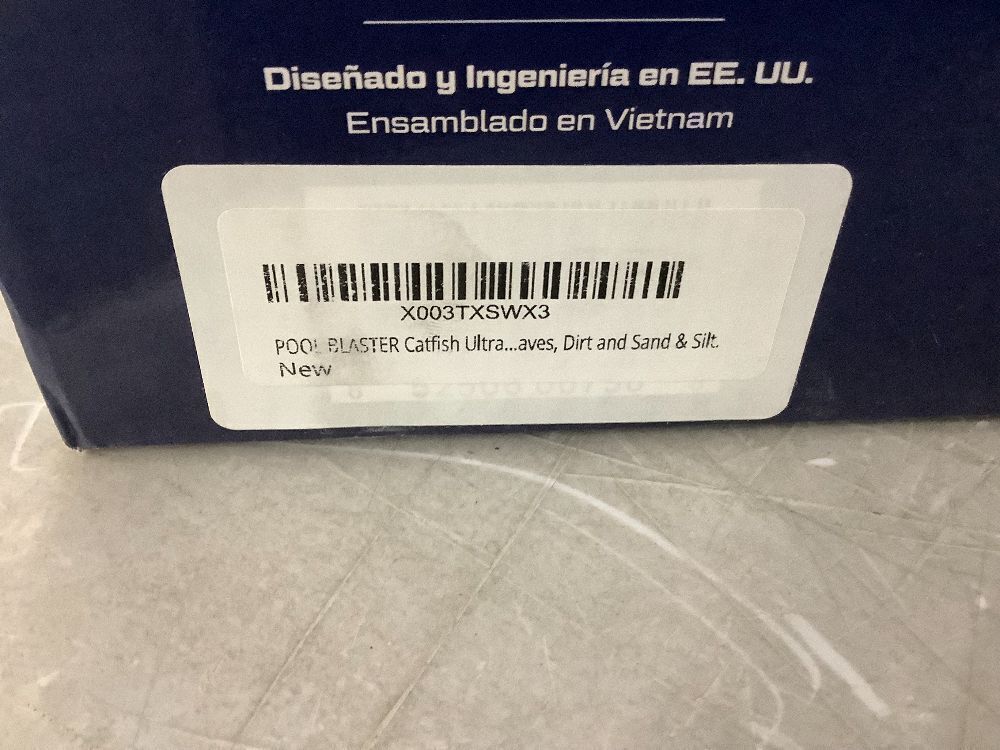 Diseñado y Ingeniería en EE. UU.
Ensamblado en Vietnam
X003TXSWX3
POOL BLASTER Catfish Ultra...aves, Dirt and Sand & Silt.
New